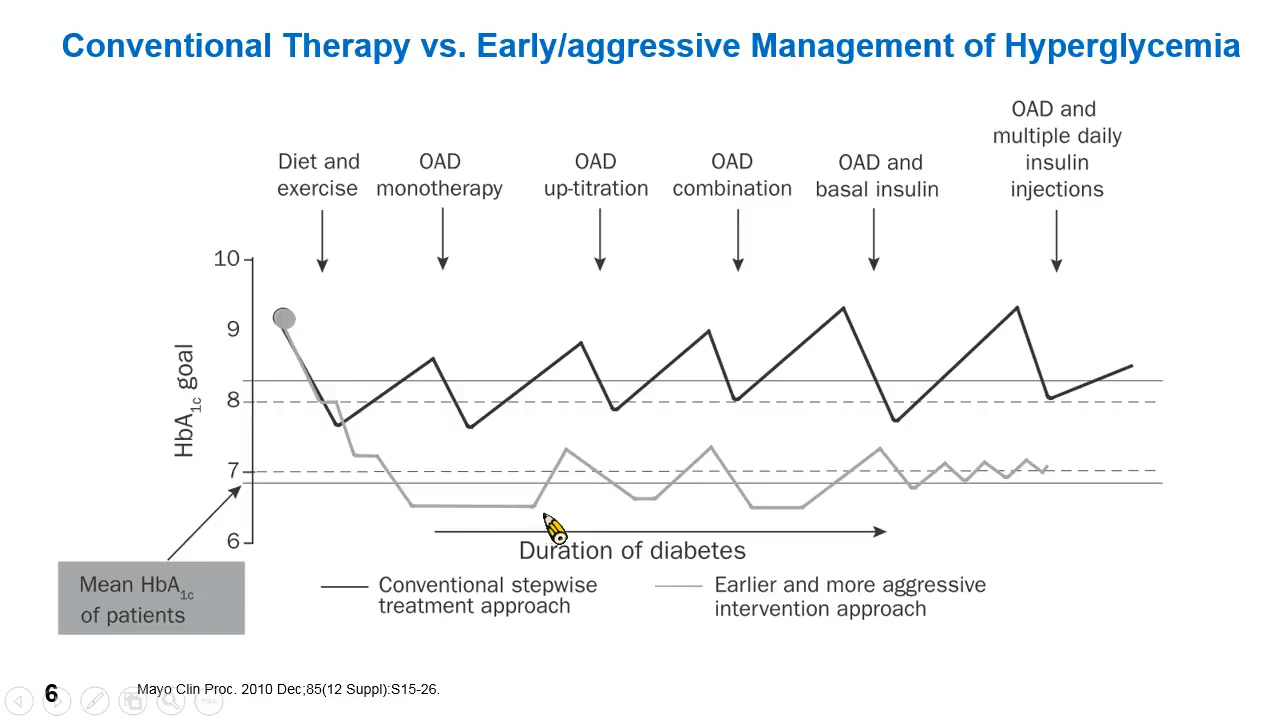 Conventional Therapy vs. Early/aggressive Management of Hyperglycemia
Diet and
exercise
OAD
monotherapy
OAD
up-titration
OAD
combination
OAD and
basal insulin
OAD and
multiple daily
insulin
injections
HbA1c goal
10
9
8
7
6
Duration of diabetes
Mean HbA1c
of patients
Conventional stepwise
treatment approach
Earlier and more aggressive
intervention approach
6
Mayo Clin Proc. 2010 Dec;85(12 Suppl):S15-26.